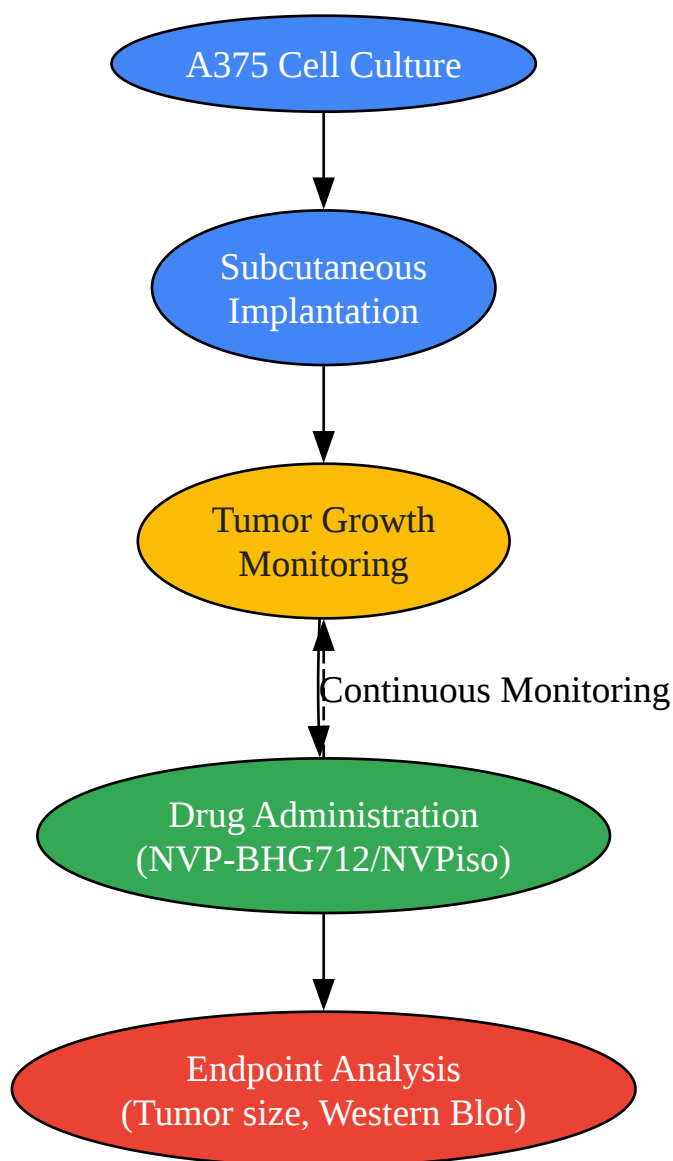 A375 Cell Culture
Subcutaneous
Implantation
Tumor Growth
Monitoring
Continuous Monitoring
Drug Administration
(NVP-BHG712/NVPiso)
Endpoint Analysis
(Tumor size, Western Blot)